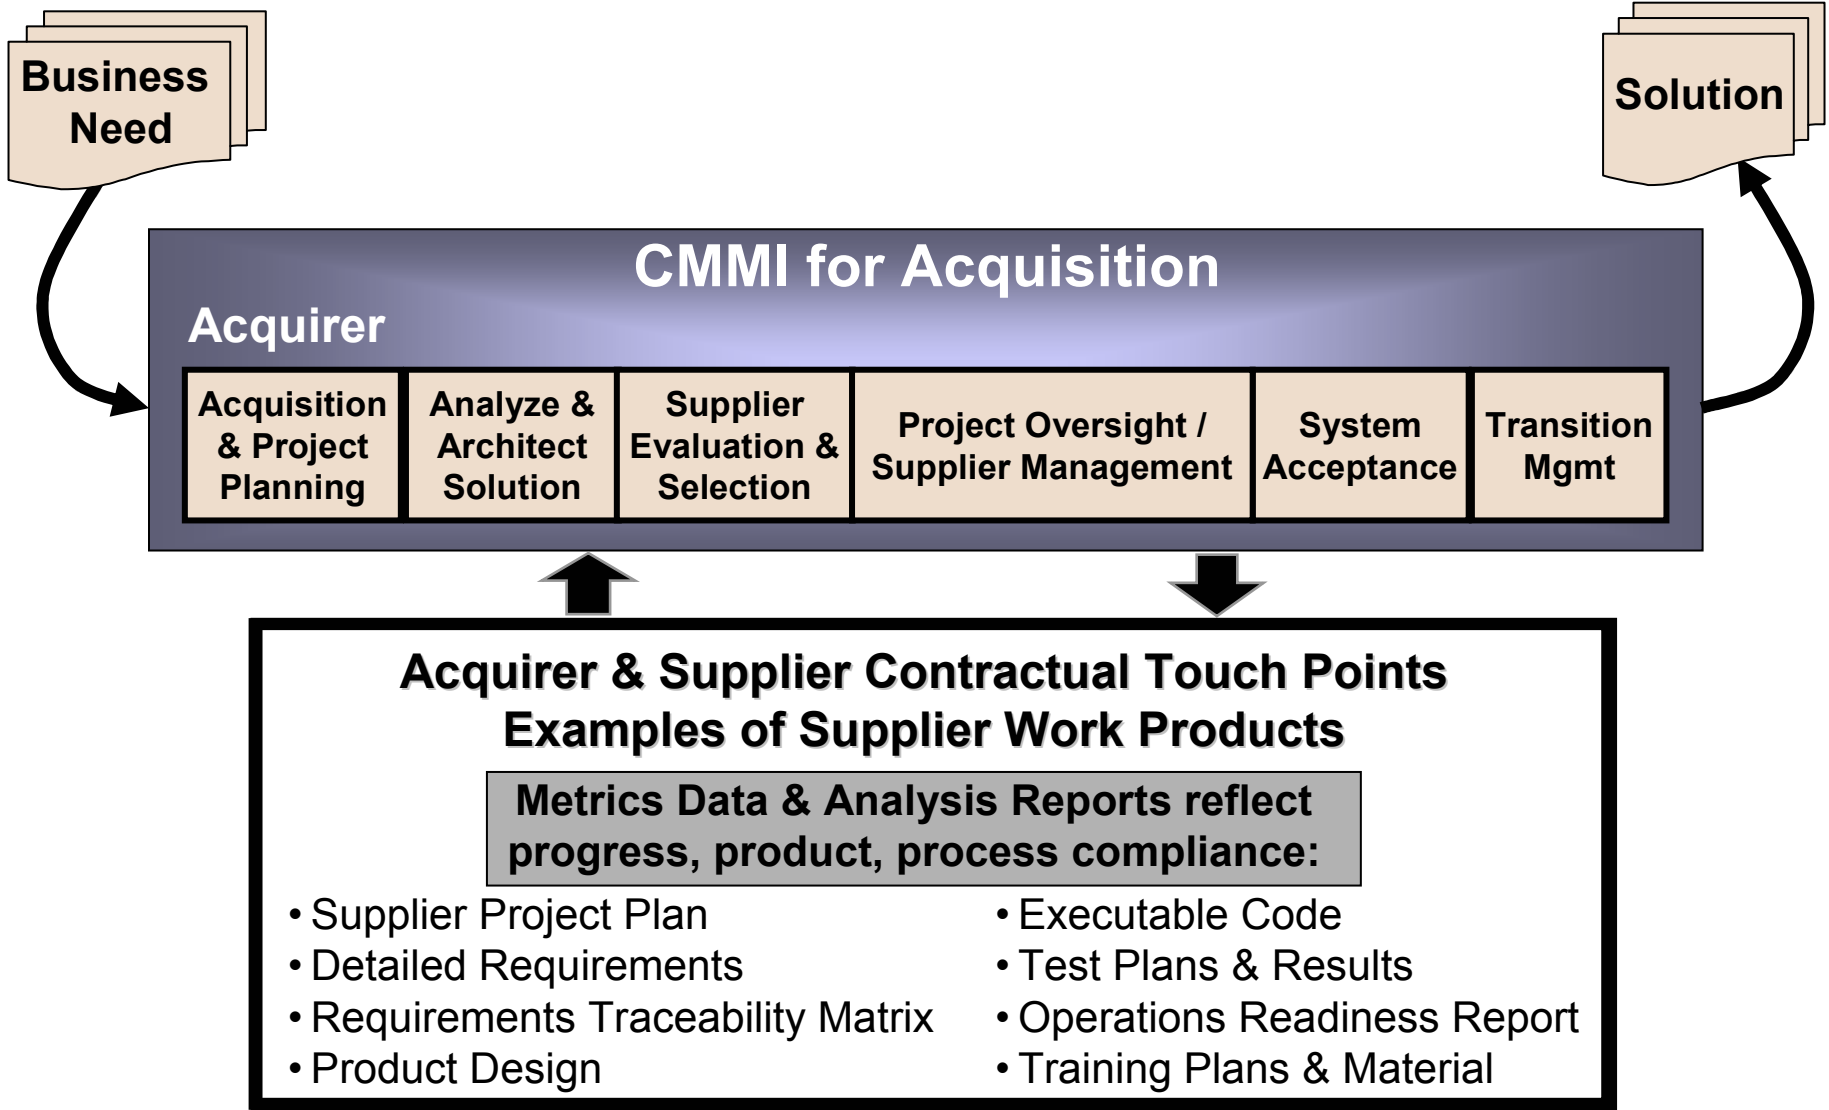 Business
Need
Solution
CMMI for Acquisition
Acquirer
Acquisition
& Project
Planning
Analyze &
Architect
Solution
Supplier
Evaluation &
Selection
Project Oversight /
Supplier Management
System
Acceptance
Transition
Mgmt
Acquirer & Supplier Contractual Touch Points
Examples of Supplier Work Products
Metrics Data & Analysis Reports reflect
progress, product, process compliance:
• Supplier Project Plan
• Detailed Requirements
• Requirements Traceability Matrix
• Product Design
• Executable Code
• Test Plans & Results
• Operations Readiness Report
• Training Plans & Material